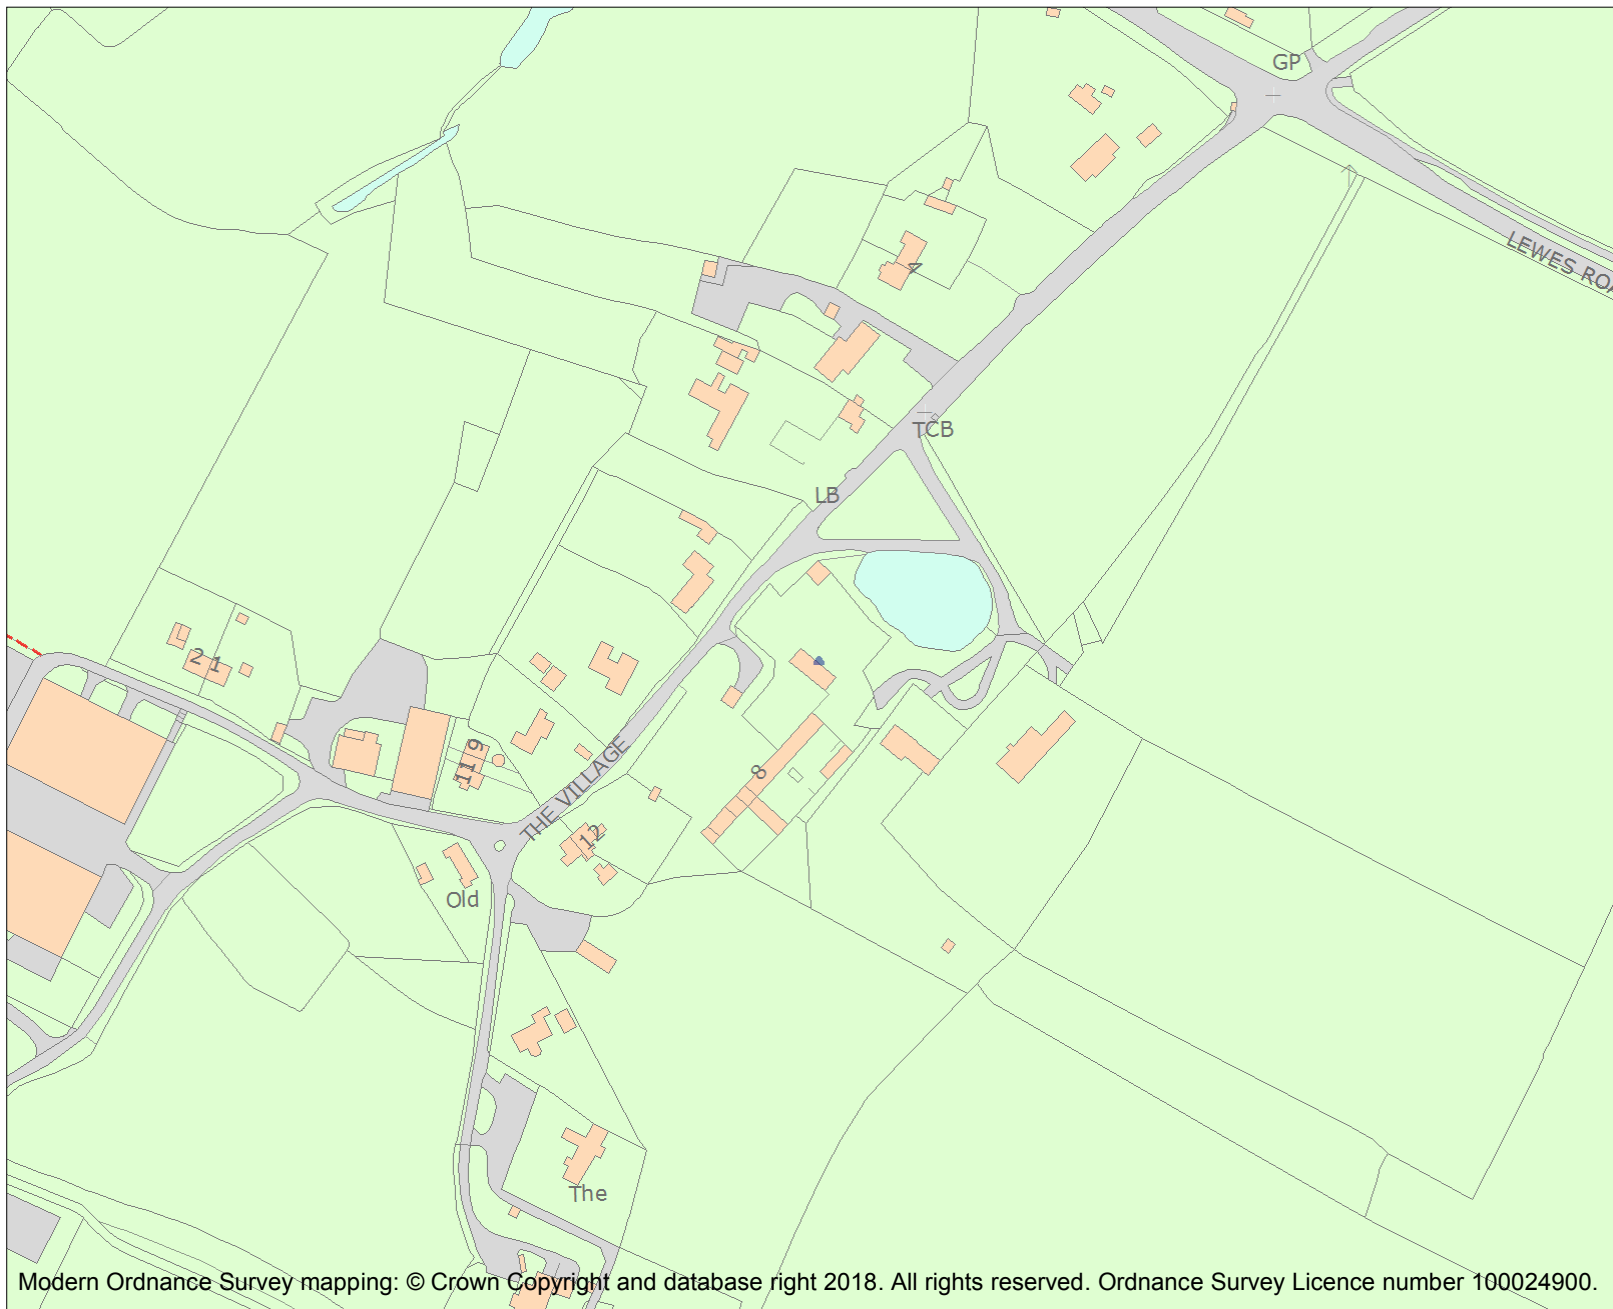 GP
LEWES ROA
4
TCB
LB
2 1
11 9
8
THE VILLAGE
12
Old
The
Modern Ordnance Survey mapping: © Crown Copyright and database right 2018. All rights reserved. Ordnance Survey Licence number 100024900.